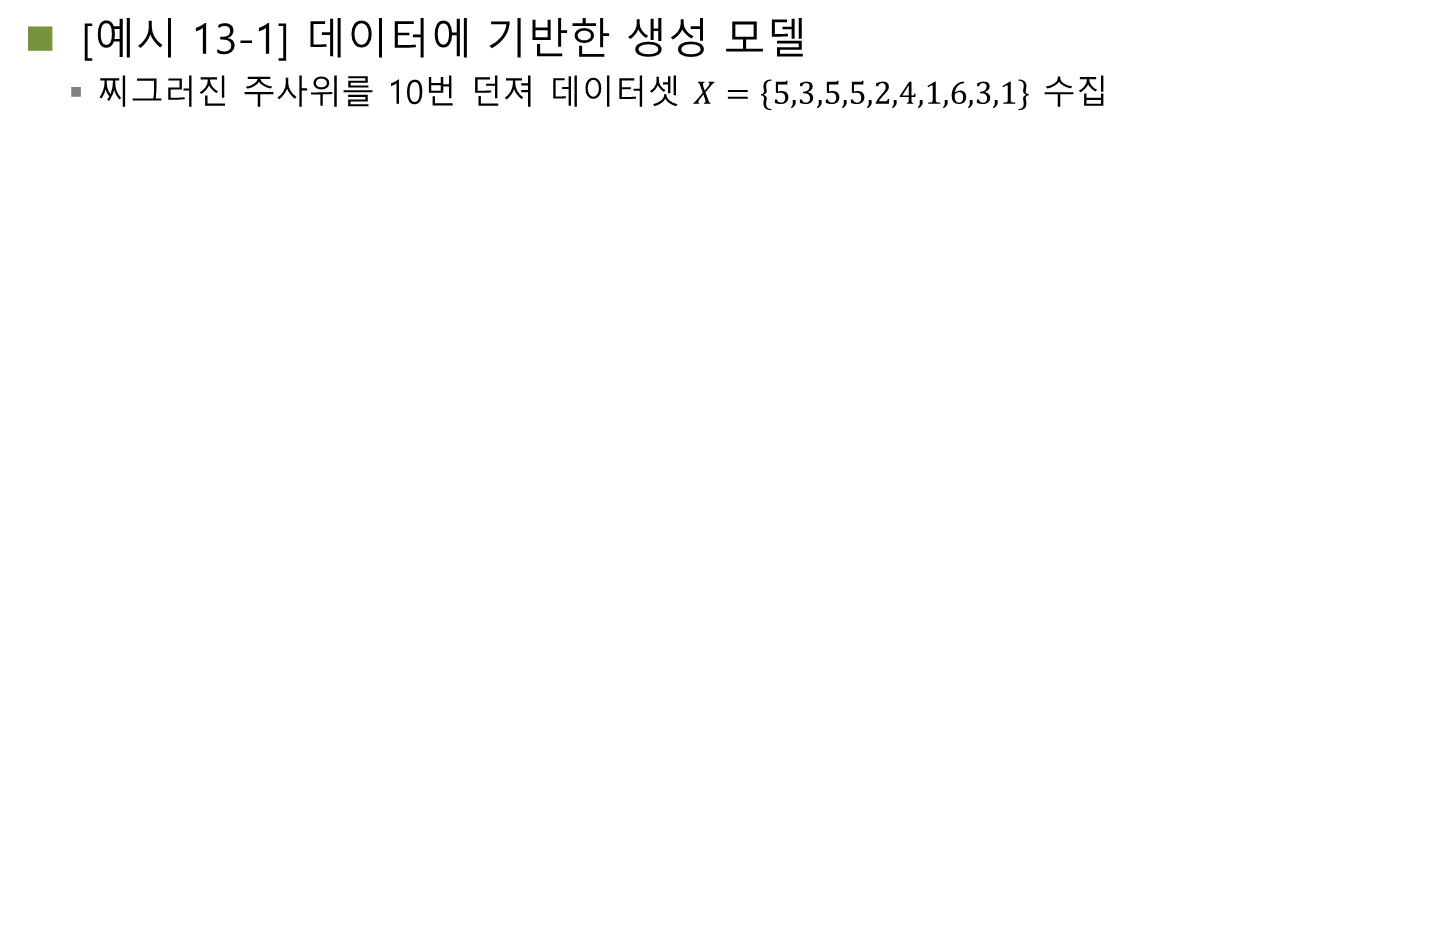 [예시 13-1] 데이터에 기반한 생성 모델
찌그러진 주사위를 10번 던져 데이터셋 X = {5,3,5,5,2,4,1,6,3,1} 수집